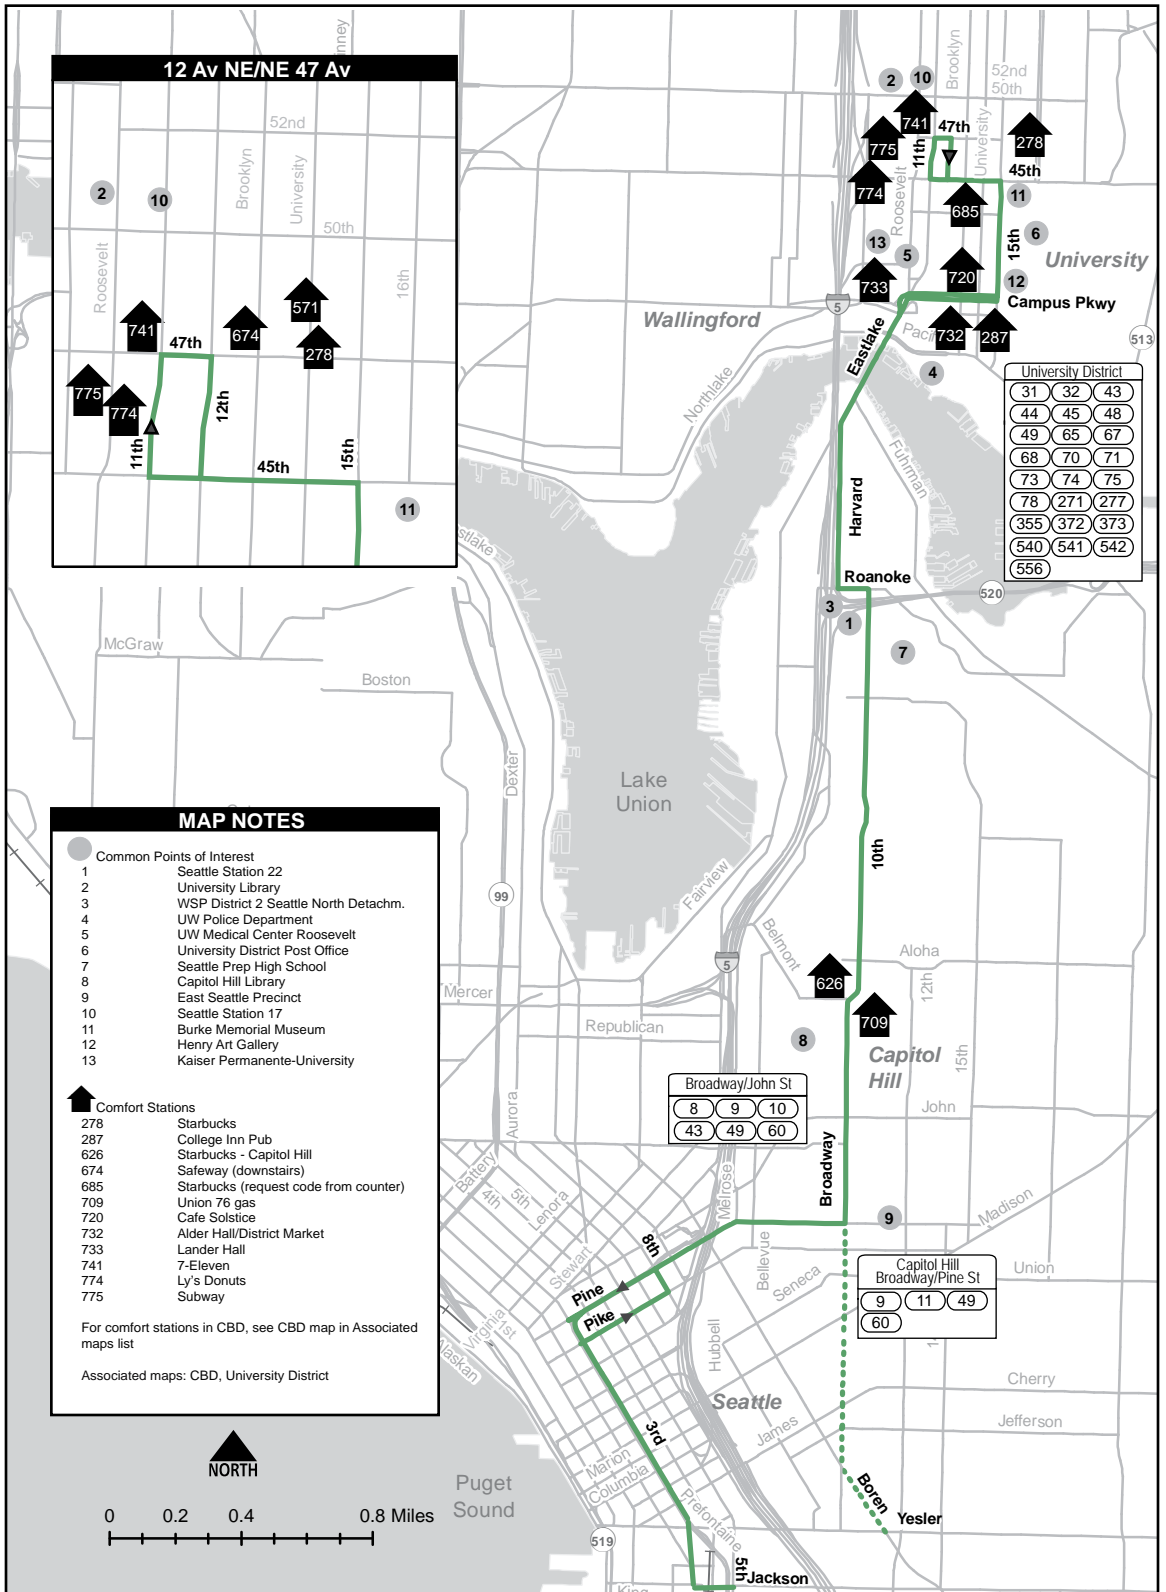 12 Av NE/NE 47 Av
52nd
Brooklyn
University
50th
Roosevelt
16th
2
10
741
674
571
278
47th
775
774
12th
11th
45th
15th
11
2
10
Brooklyn
52nd
50th
University
741
47th
775
11th
278
45th
774
Roosevelt
685
11
13
5
15th
6
University
733
720
12
Campus Pkwy
5
Wallingford
Eastlake
Pacif
732
287
513
4
Northlake
University District
31 32 43
44 45 48
49 65 67
68 70 71
73 74 75
78 271 277
355 372 373
540 541 542
556
Fuhrman
Harvard
Roanoke
520
3
1
7
McGraw
Boston
Dexter
Lake
Union
10th
Fairview
99
Belmont
Aloha
5
12th
626
709
Mercer
Republican
8
Capitol
Hill
15th
Broadway/John St
8 9 10
43 49 60
John
Aurora
Broadway
Melrose
Battery
4th
5th
Lenora
8th
9
Madison
Stewart
Bellevue
Seneca
Union
Capitol Hill
Broadway/Pine St
9 11 49
60
Pine
Pike
Virginia
1st
Alaskan
Hubbell
Cherry
Seattle
Jefferson
James
3rd
Marion
Columbia
Boren
Yesler
Puget
Sound
Prefontaine
519
5th
Jackson
King
MAP NOTES
Common Points of Interest
1 Seattle Station 22
2 University Library
3 WSP District 2 Seattle North Detachm.
4 UW Police Department
5 UW Medical Center Roosevelt
6 University District Post Office
7 Seattle Prep High School
8 Capitol Hill Library
9 East Seattle Precinct
10 Seattle Station 17
11 Burke Memorial Museum
12 Henry Art Gallery
13 Kaiser Permanente-University
Comfort Stations
278 Starbucks
287 College Inn Pub
626 Starbucks - Capitol Hill
674 Safeway (downstairs)
685 Starbucks (request code from counter)
709 Union 76 gas
720 Cafe Solstice
732 Alder Hall/District Market
733 Lander Hall
741 7-Eleven
774 Ly's Donuts
775 Subway
For comfort stations in CBD, see CBD map in Associated
maps list
Associated maps: CBD, University District
NORTH
0 0.2 0.4 0.8 Miles